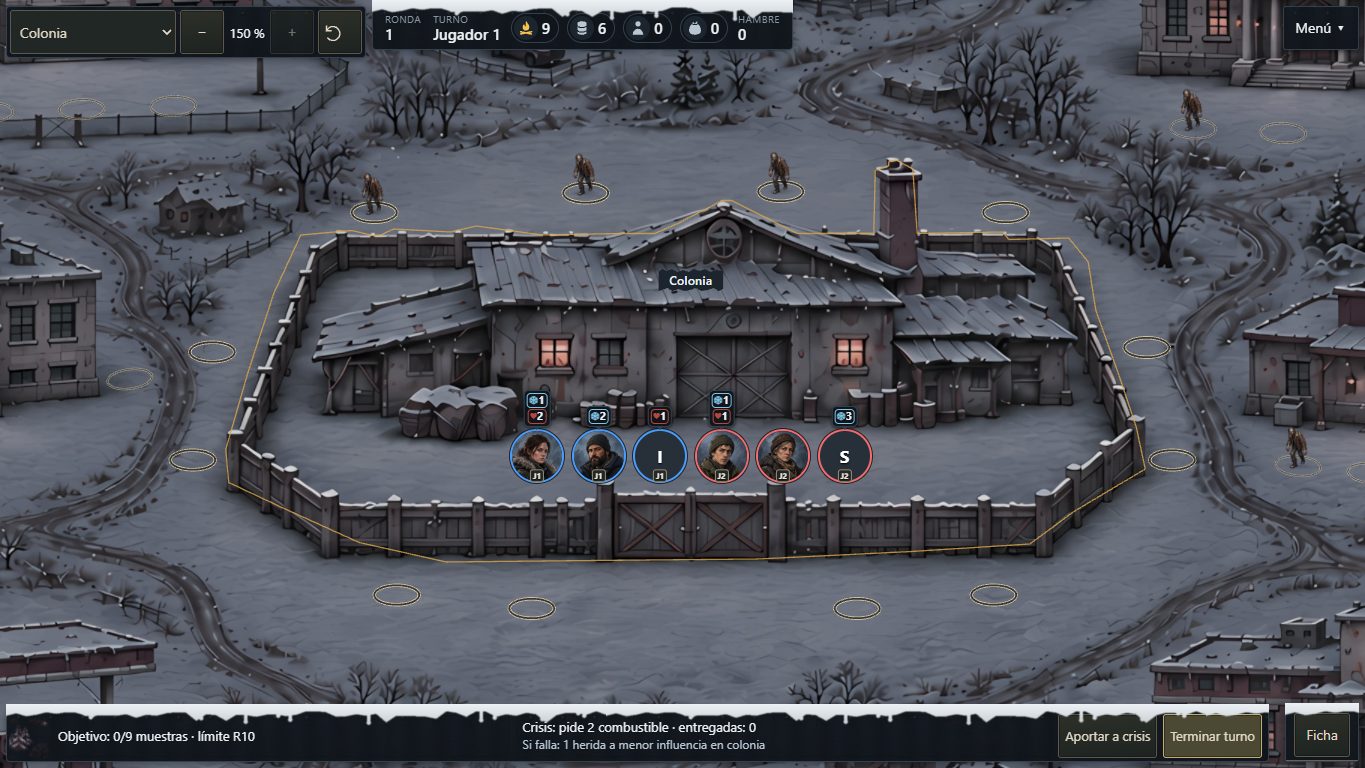 Colonia
−
150 %
+
RONDA
1
TURNO
Jugador 1
9
6
0
0
HAMBRE
0
Menú ▾
Colonia
1
2
2
1
1
1
3
J1
J1
I
J1
J2
J2
S
J2
Objetivo: 0/9 muestras · límite R10
Crisis: pide 2 combustible · entregadas: 0
Si falla: 1 herida a menor influencia en colonia
Aportar a crisis
Terminar turno
Ficha